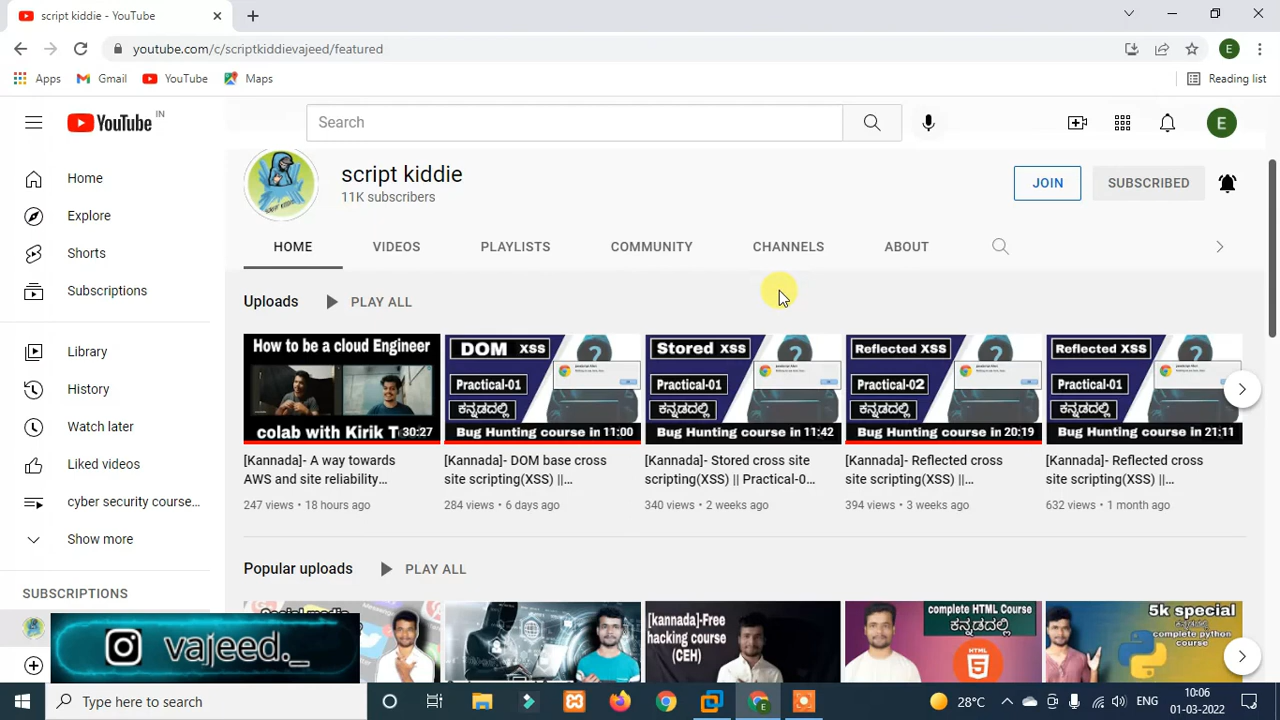 script kiddie - YouTube
youtube.com/c/scriptkiddievajeed/featured
E
Apps
Gmail
YouTube
Maps
Reading list
YouTube
IN
Search
E
Home
Explore
Shorts
Subscriptions
Library
History
Watch later
Liked videos
cyber security course...
Show more
SUBSCRIPTIONS
script kiddie
11K subscribers
JOIN
SUBSCRIBED
HOME
VIDEOS
PLAYLISTS
COMMUNITY
CHANNELS
ABOUT
Uploads
PLAY ALL
How to be a cloud Engineer
colab with Kirik T
30:27
[Kannada]- A way towards
AWS and site reliability...
247 views • 18 hours ago
DOM XSS
Practical-01
ಕನ್ನಡದಲ್ಲಿ
Bug Hunting course in
11:00
[Kannada]- DOM base cross
site scripting(XSS) ||...
284 views • 6 days ago
Stored XSS
Practical-01
ಕನ್ನಡದಲ್ಲಿ
Bug Hunting course in
11:42
[Kannada]- Stored cross site
scripting(XSS) || Practical-0...
340 views • 2 weeks ago
Reflected XSS
Practical-02
ಕನ್ನಡದಲ್ಲಿ
Bug Hunting course in
20:19
[Kannada]- Reflected cross
site scripting(XSS) ||...
394 views • 3 weeks ago
Reflected XSS
Practical-01
ಕನ್ನಡದಲ್ಲಿ
Bug Hunting course in
21:11
[Kannada]- Reflected cross
site scripting(XSS) ||...
632 views • 1 month ago
Popular uploads
PLAY ALL
Social media
[kannada]-Free
hacking course
(CEH)
complete HTML Course
ಕನ್ನಡದಲ್ಲಿ
5k special
complete python
course
vajeed._
Type here to search
28°C
ENG
10:06
01-03-2022